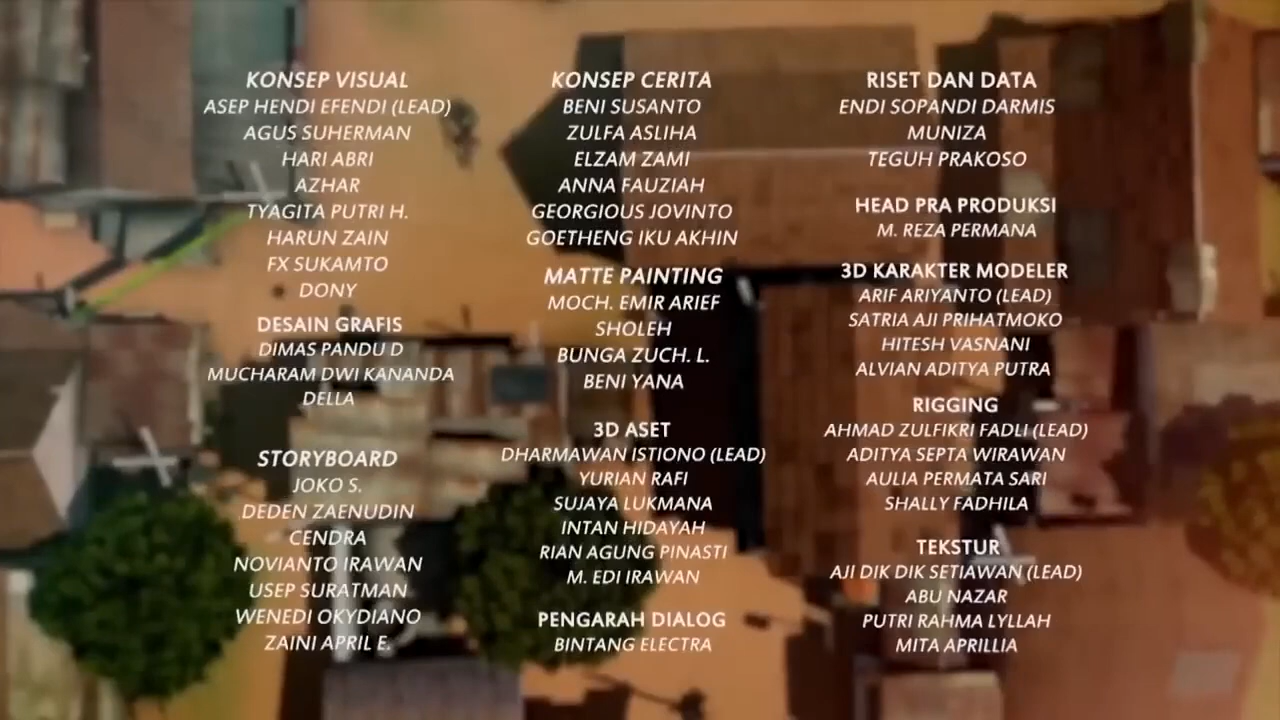 KONSEP VISUAL
ASEP HENDI EFENDI (LEAD)
AGUS SUHERMAN
HARI ABRI
AZHAR
TYAGITA PUTRI H.
HARUN ZAIN
FX SUKAMTO
DONY
DESAIN GRAFIS
DIMAS PANDU D
MUCHARAM DWI KANANDA
DELLA
STORYBOARD
JOKO S.
DEDEN ZAENUDIN
CENDRA
NOVIANTO IRAWAN
USEP SURATMAN
WENEDI OKYDIANO
ZAINI APRIL E.
KONSEP CERITA
BENI SUSANTO
ZULFA ASLIHA
ELZAM ZAMI
ANNA FAUZIAH
GEORGIOUS JOVINTO
GOETHENG IKU AKHIN
MATTE PAINTING
MOCH. EMIR ARIEF
SHOLEH
BUNGA ZUCH. L.
BENI YANA
3D ASET
DHARMAWAN ISTIONO (LEAD)
YURIAN RAFI
SUJAYA LUKMANA
INTAN HIDAYAH
RIAN AGUNG PINASTI
M. EDI IRAWAN
PENGARAH DIALOG
BINTANG ELECTRA
RISET DAN DATA
ENDI SOPANDI DARMIS
MUNIZA
TEGUH PRAKOSO
HEAD PRA PRODUKSI
M. REZA PERMANA
3D KARAKTER MODELER
ARIF ARIYANTO (LEAD)
SATRIA AJI PRIHATMOKO
HITESH VASNANI
ALVIAN ADITYA PUTRA
RIGGING
AHMAD ZULFIKRI FADLI (LEAD)
ADITYA SEPTA WIRAWAN
AULIA PERMATA SARI
SHALLY FADHILA
TEKSTUR
AJI DIK DIK SETIAWAN (LEAD)
ABU NAZAR
PUTRI RAHMA LYLLAH
MITA APRILLIA